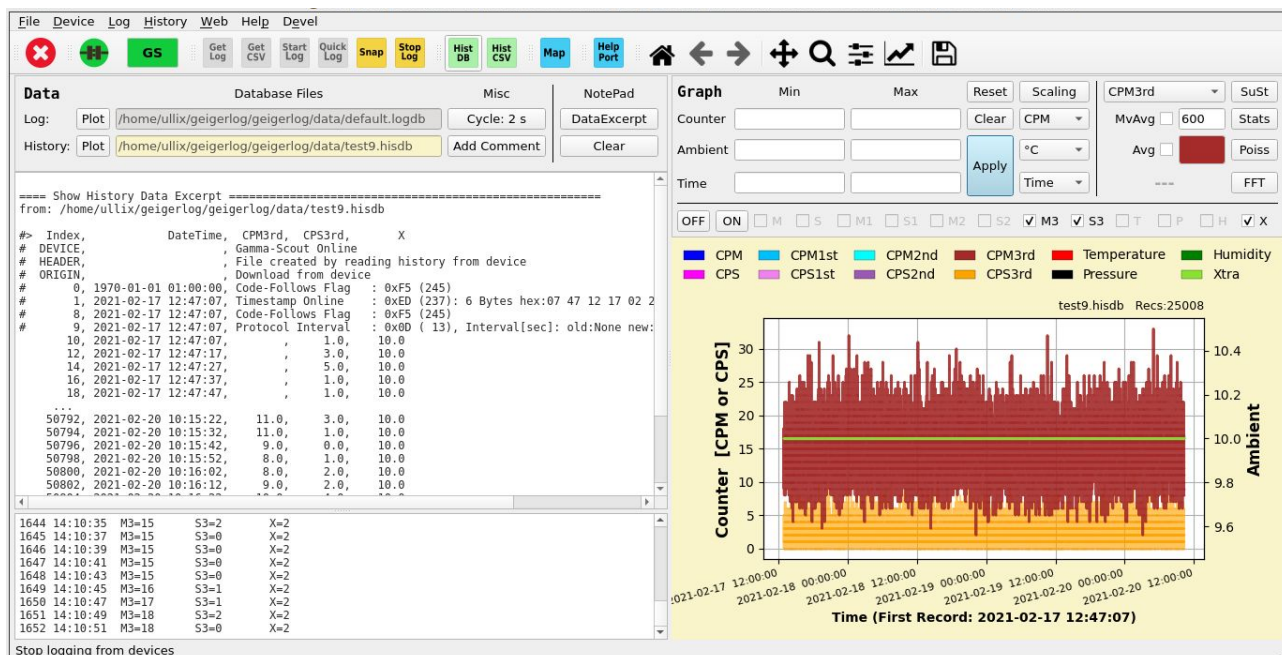 File Device Log History Web Help Devel
GS Get Log Get CSV Start Log Quick Log Snap Stop Log Hist DB Hist CSV Map Help Port
Data Database Files Misc NotePad
Log: Plot /home/ullix/geigerlog/geigerlog/data/default.logdb Cycle: 2 s DataExcerpt
History: Plot /home/ullix/geigerlog/geigerlog/data/test9.hisdb Add Comment Clear
==== Show History Data Excerpt ========================================================
from: /home/ullix/geigerlog/geigerlog/data/test9.hisdb
#> Index, DateTime, CPM3rd, CPS3rd, X
# DEVICE, , Gamma-Scout Online
# HEADER, , File created by reading history from device
# ORIGIN, , Download from device
# 0, 1970-01-01 01:00:00, Code-Follows Flag : 0xF5 (245)
# 1, 2021-02-17 12:47:07, Timestamp Online : 0xED (237): 6 Bytes hex:07 47 12 17 02 2
# 8, 2021-02-17 12:47:07, Code-Follows Flag : 0xF5 (245)
# 9, 2021-02-17 12:47:07, Protocol Interval : 0x0D ( 13), Interval[sec]: old:None new:
10, 2021-02-17 12:47:07, , 1.0, 10.0
12, 2021-02-17 12:47:17, , 3.0, 10.0
14, 2021-02-17 12:47:27, , 5.0, 10.0
16, 2021-02-17 12:47:37, , 1.0, 10.0
18, 2021-02-17 12:47:47, , 1.0, 10.0
...
50792, 2021-02-20 10:15:22, 11.0, 3.0, 10.0
50794, 2021-02-20 10:15:32, 11.0, 1.0, 10.0
50796, 2021-02-20 10:15:42, 9.0, 0.0, 10.0
50798, 2021-02-20 10:15:52, 8.0, 1.0, 10.0
50800, 2021-02-20 10:16:02, 8.0, 2.0, 10.0
50802, 2021-02-20 10:16:12, 9.0, 2.0, 10.0
1644 14:10:35 M3=15 S3=2 X=2
1645 14:10:37 M3=15 S3=0 X=2
1646 14:10:39 M3=15 S3=0 X=2
1647 14:10:41 M3=15 S3=0 X=2
1648 14:10:43 M3=15 S3=0 X=2
1649 14:10:45 M3=16 S3=1 X=2
1650 14:10:47 M3=17 S3=1 X=2
1651 14:10:49 M3=18 S3=2 X=2
1652 14:10:51 M3=18 S3=0 X=2
Stop logging from devices
Graph Min Max Reset Scaling CPM3rd SuSt
Counter Clear CPM MvAvg 600 Stats
Ambient Apply °C Avg Poiss
Time Time --- FFT
OFF ON M S M1 S1 M2 S2 M3 S3 T P H X
CPM CPM1st CPM2nd CPM3rd Temperature Humidity
CPS CPS1st CPS2nd CPS3rd Pressure Xtra
test9.hisdb Recs:25008
Counter [CPM or CPS]
30
25
20
15
10
5
0
10.4
10.2
10.0
9.8
9.6
Ambient
2021-02-17 12:00:00
2021-02-18 00:00:00
2021-02-18 12:00:00
2021-02-19 00:00:00
2021-02-19 12:00:00
2021-02-20 00:00:00
2021-02-20 12:00:00
Time (First Record: 2021-02-17 12:47:07)